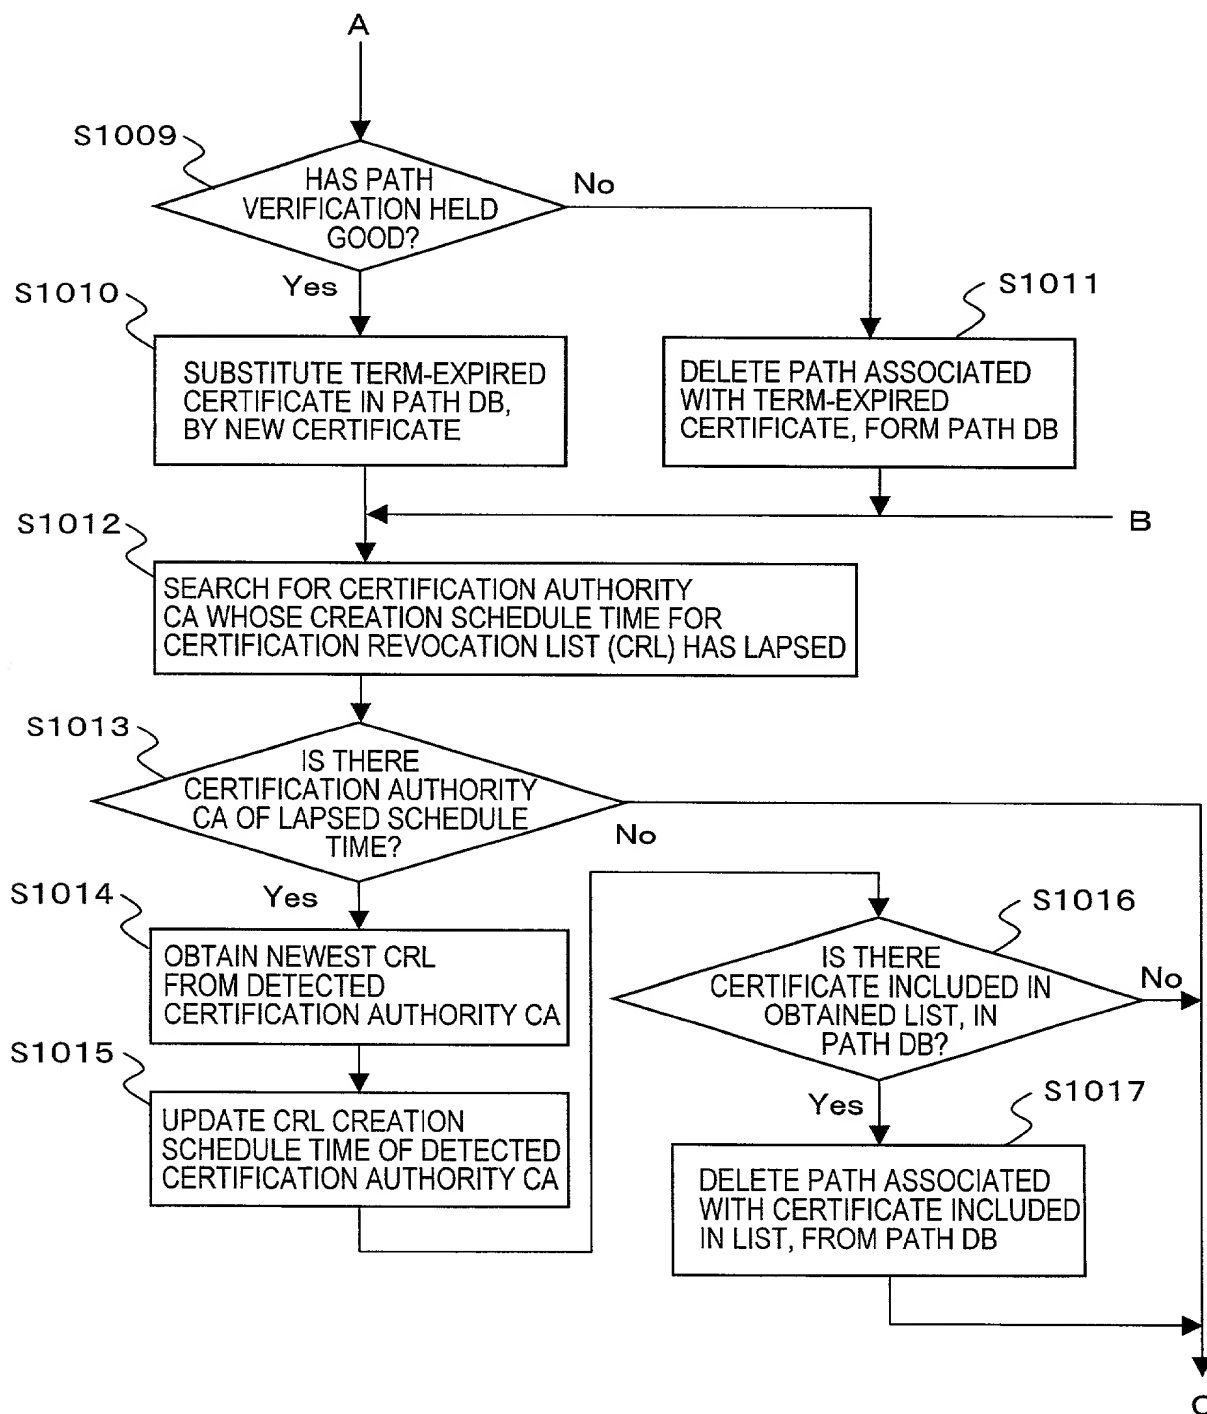 A
S1009
HAS PATH
VERIFICATION HELD
GOOD?
No
Yes
S1010
SUBSTITUTE TERM-EXPIRED
CERTIFICATE IN PATH DB,
BY NEW CERTIFICATE
S1011
DELETE PATH ASSOCIATED
WITH TERM-EXPIRED
CERTIFICATE, FORM PATH DB
B
S1012
SEARCH FOR CERTIFICATION AUTHORITY
CA WHOSE CREATION SCHEDULE TIME FOR
CERTIFICATION REVOCATION LIST (CRL) HAS LAPSED
S1013
IS THERE
CERTIFICATION AUTHORITY
CA OF LAPSED SCHEDULE
TIME?
No
Yes
S1014
OBTAIN NEWEST CRL
FROM DETECTED
CERTIFICATION AUTHORITY CA
S1015
UPDATE CRL CREATION
SCHEDULE TIME OF DETECTED
CERTIFICATION AUTHORITY CA
S1016
IS THERE
CERTIFICATE INCLUDED IN
OBTAINED LIST, IN
PATH DB?
No
Yes
S1017
DELETE PATH ASSOCIATED
WITH CERTIFICATE INCLUDED
IN LIST, FROM PATH DB